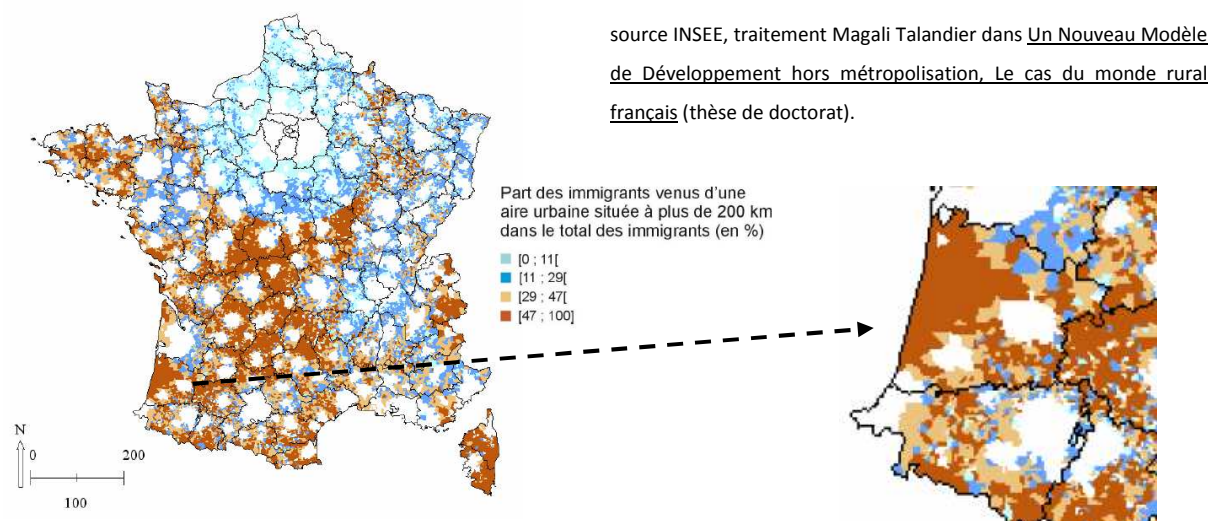 source INSEE, traitement Magali Talandier dans Un Nouveau Modèle
de Développement hors métropolisation, Le cas du monde rural
français (thèse de doctorat).
Part des immigrants venus d'une
aire urbaine située à plus de 200 km
dans le total des immigrants (en %)
[0 ; 11[
[11 ; 29[
[29 ; 47[
[47 ; 100]
N
0 200
100